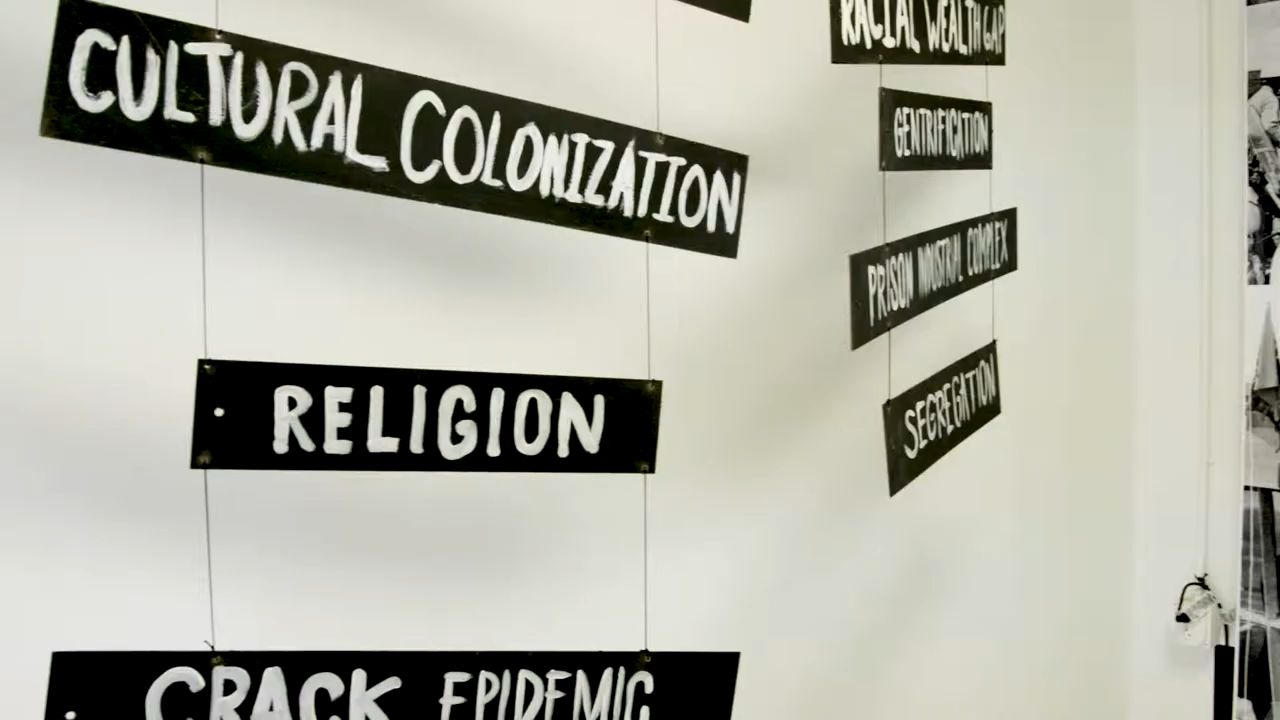 CULTURAL COLONIZATION
RELIGION
CRACK EPIDEMIC
RACIAL WEALTH GAP
GENTRIFICATION
PRISON INDUSTRIAL COMPLEX
SEGREGATION